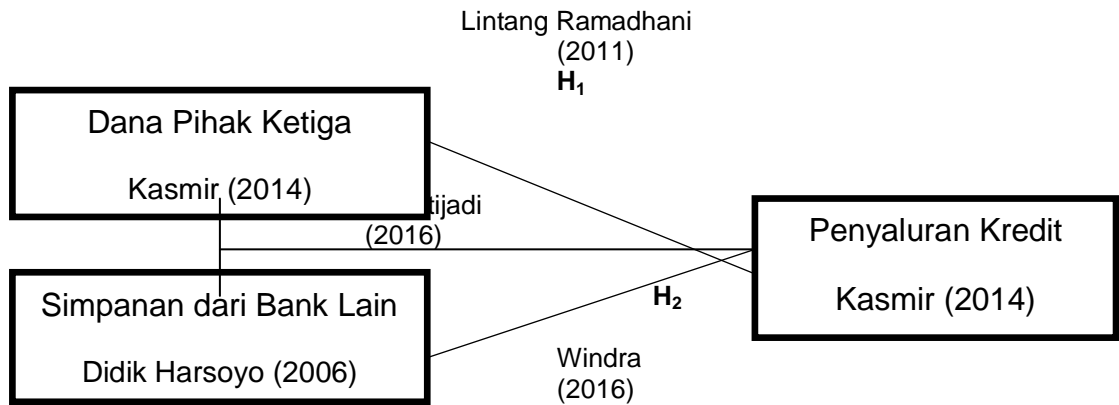 Lintang Ramadhani
(2011)
H₁
Dana Pihak Ketiga
Kasmir (2014)
(2016)
Penyaluran Kredit
Kasmir (2014)
Simpanan dari Bank Lain
Didik Harsoyo (2006)
H₂
Windra
(2016)